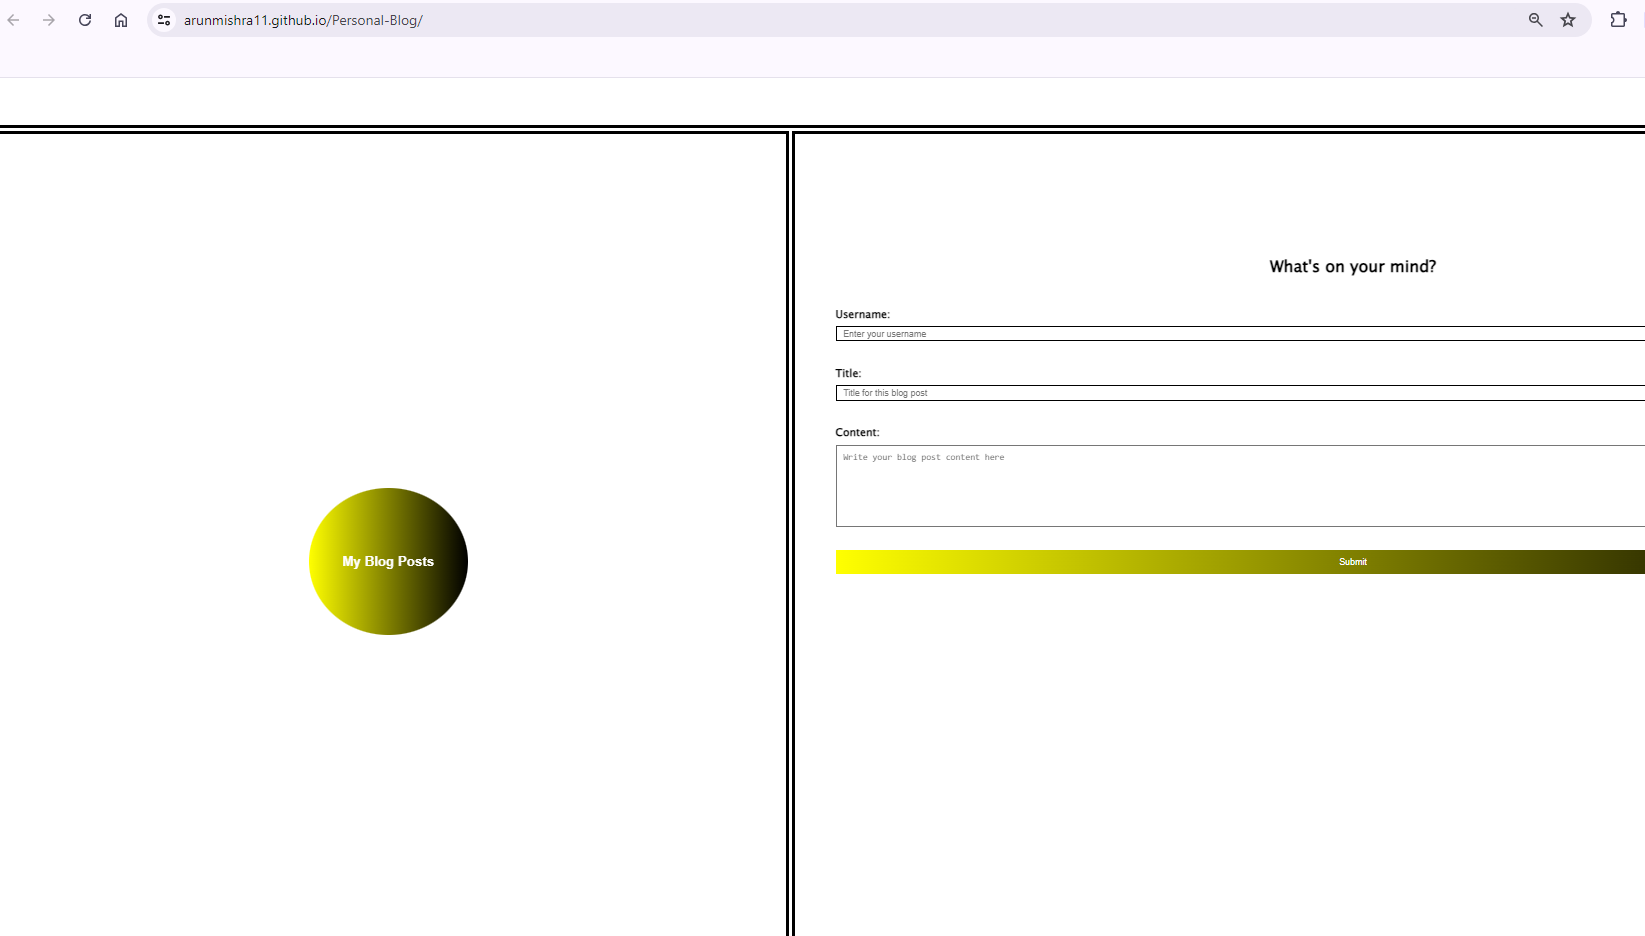 arunmishra11.github.io/Personal-Blog/
My Blog Posts
What's on your mind?
Username:
Enter your username
Title:
Title for this blog post
Content:
Write your blog post content here
Submit